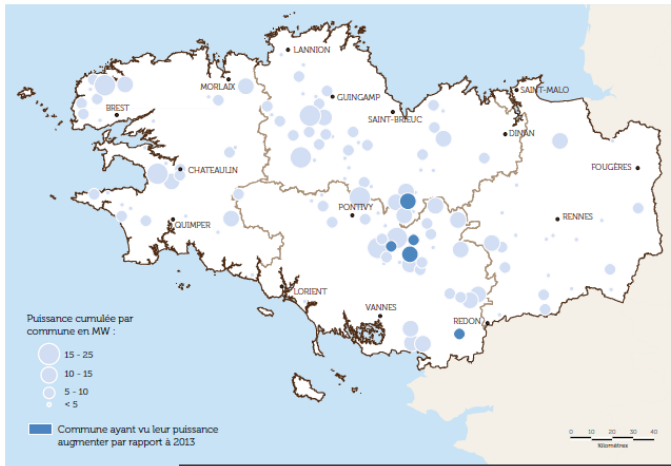 LANNION
MORLAIX
GUINGAMP
SAINT-MALO
BREST
SAINT-BRIEUC
DINAN
CHATEAULIN
FOUGÈRES
PONTIVY
RENNES
QUIMPER
LORIENT
VANNES
REDON
Puissance cumulée par
commune en MW :
15 - 25
10 - 15
5 - 10
< 5
Commune ayant vu leur puissance
augmenter par rapport à 2013
0 10 20 30 40
Kilomètres